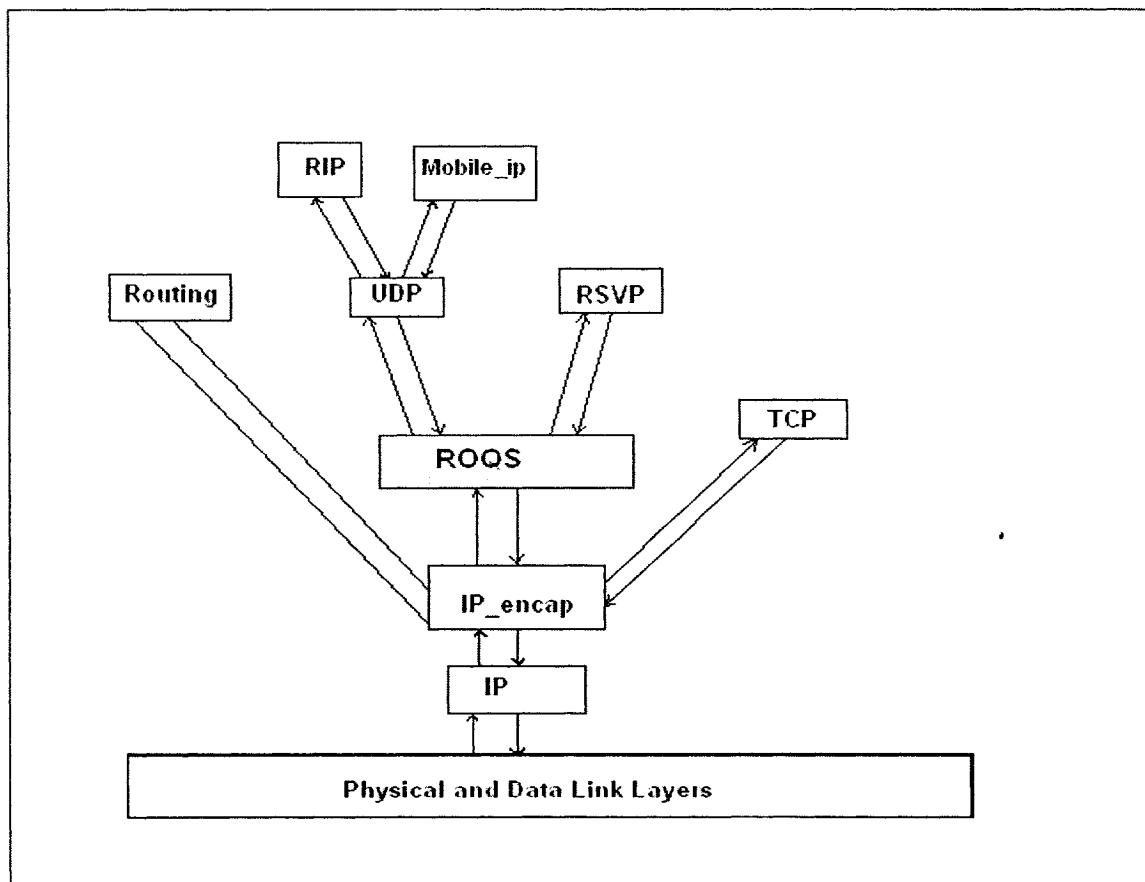 RIP
Mobile_ip
Routing
UDP
RSVP
TCP
ROQS
IP_encap
IP
Physical and Data Link Layers